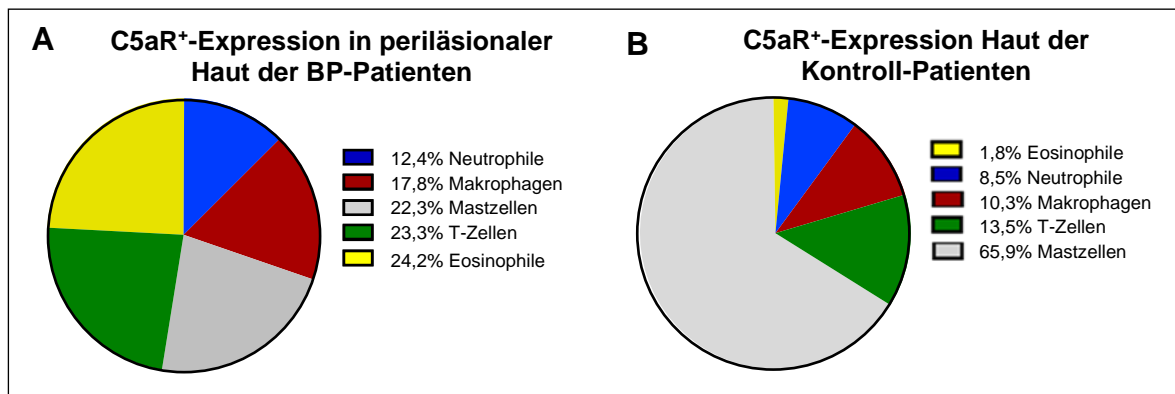 A
C5aR⁺-Expression in periläsionaler
Haut der BP-Patienten
12,4% Neutrophile
17,8% Makrophagen
22,3% Mastzellen
23,3% T-Zellen
24,2% Eosinophile
B
C5aR⁺-Expression Haut der
Kontroll-Patienten
1,8% Eosinophile
8,5% Neutrophile
10,3% Makrophagen
13,5% T-Zellen
65,9% Mastzellen